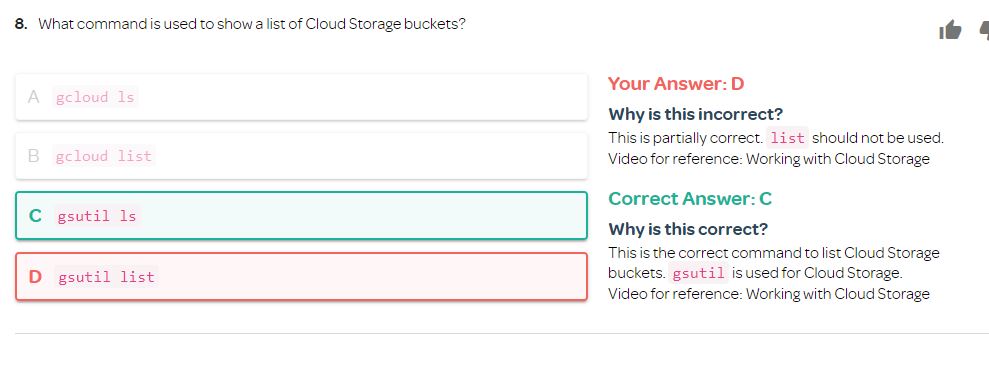 8. What command is used to show a list of Cloud Storage buckets?
A gcloud ls
B gcloud list
C gsutil ls
D gsutil list
Your Answer: D
Why is this incorrect?
This is partially correct. list should not be used.
Video for reference: Working with Cloud Storage
Correct Answer: C
Why is this correct?
This is the correct command to list Cloud Storage
buckets. gsutil is used for Cloud Storage.
Video for reference: Working with Cloud Storage